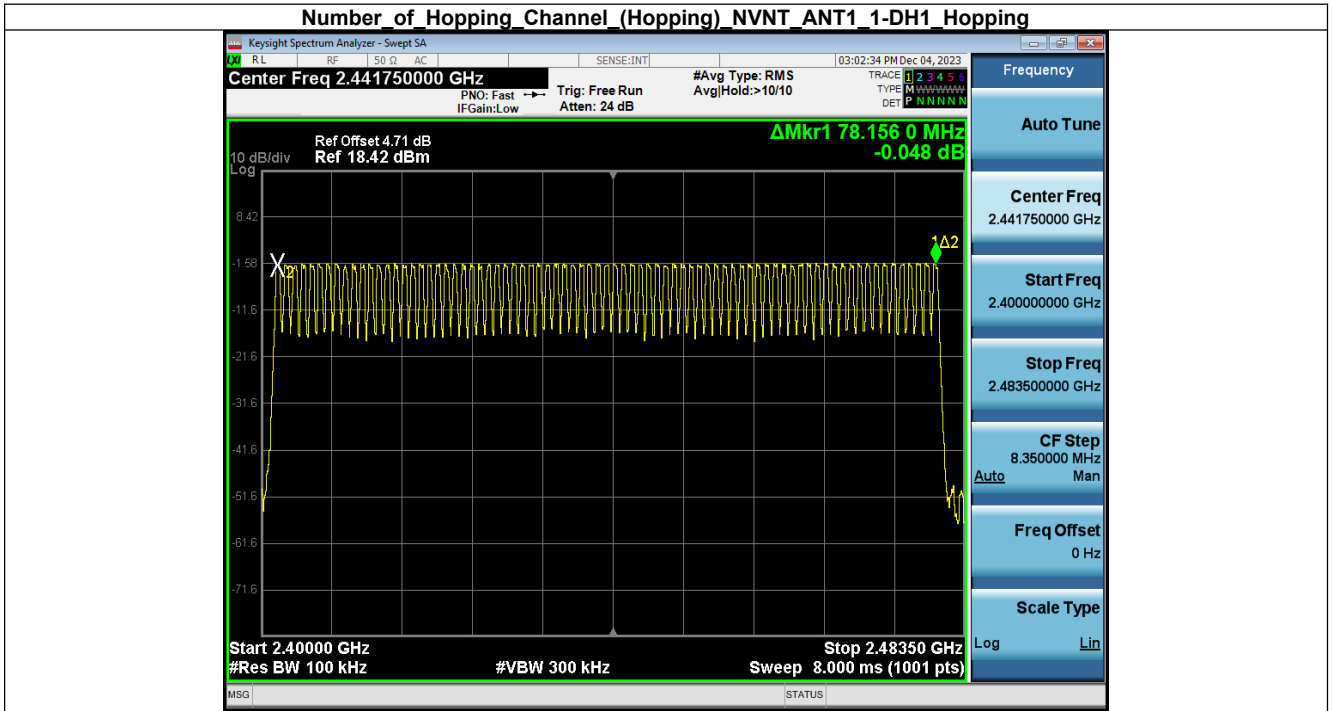 Number_of_Hopping_Channel_(Hopping)_NVNT_ANT1_1-DH1_Hopping
Keysight Spectrum Analyzer - Swept SA
LXI RL RF 50 Ω AC SENSE:INT 03:02:34 PM Dec 04, 2023
Center Freq 2.441750000 GHz
PNO: Fast
IFGain:Low
Trig: Free Run
Atten: 24 dB
#Avg Type: RMS
Avg|Hold:>10/10
TRACE 1 2 3 4 5 6
TYPE M WWWWW
DET P N N N N N
ΔMkr1 78.156 0 MHz
-0.048 dB
Ref Offset 4.71 dB
10 dB/div Ref 18.42 dBm
Log
8.42
-1.58
-11.6
-21.6
-31.6
-41.6
-51.6
-61.6
-71.6
X2
1Δ2
Start 2.40000 GHz Stop 2.48350 GHz
#Res BW 100 kHz #VBW 300 kHz Sweep 8.000 ms (1001 pts)
MSG STATUS
Frequency
Auto Tune
Center Freq
2.441750000 GHz
Start Freq
2.400000000 GHz
Stop Freq
2.483500000 GHz
CF Step
8.350000 MHz
Auto Man
Freq Offset
0 Hz
Scale Type
Log Lin